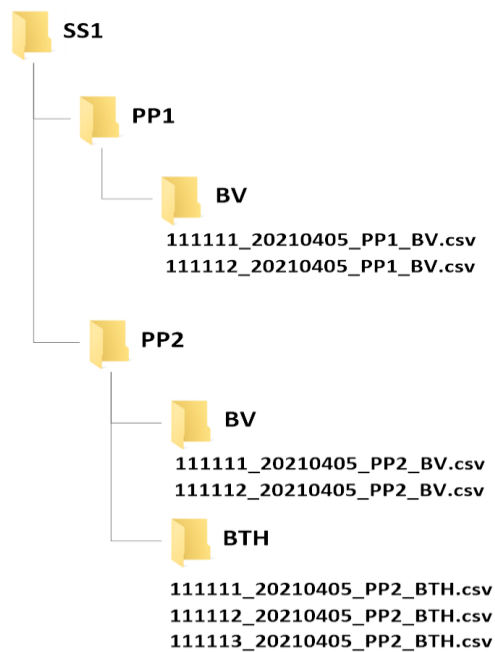 SS1
PP1
BV
111111_20210405_PP1_BV.csv
111112_20210405_PP1_BV.csv
PP2
BV
111111_20210405_PP2_BV.csv
111112_20210405_PP2_BV.csv
BTH
111111_20210405_PP2_BTH.csv
111112_20210405_PP2_BTH.csv
111113_20210405_PP2_BTH.csv